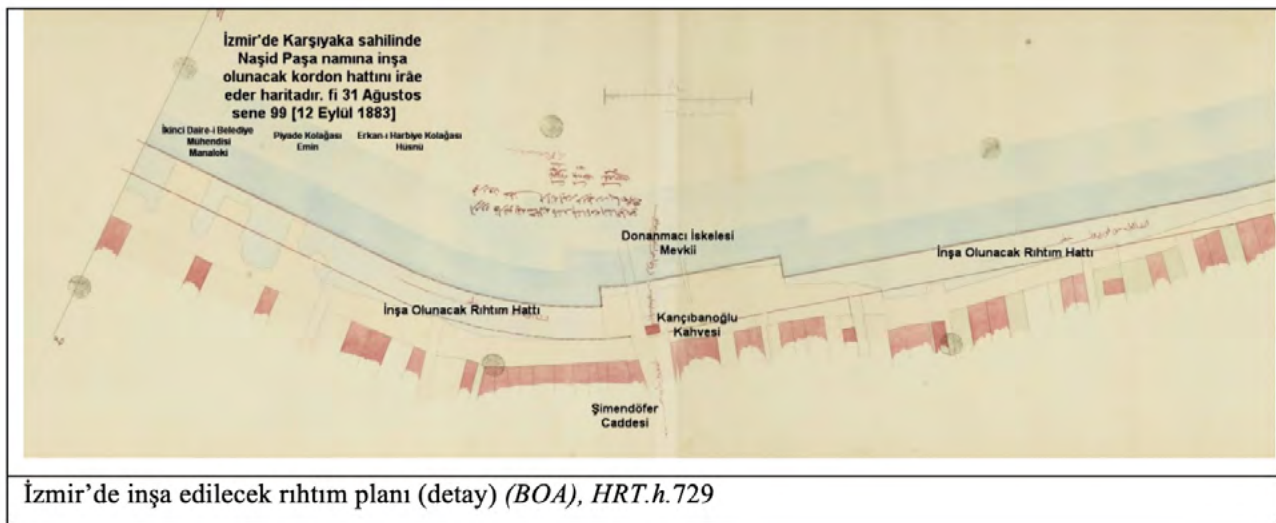 İzmir'de Karşıyaka sahilinde
Naşid Paşa namına inşa
olunacak kordon hattını irâe
eder haritadır. fi 31 Ağustos
sene 99 [12 Eylül 1883]
İkinci Daire-i Belediye
Mühendisi
Manaloki
Piyade Kolağası
Emin
Erkan-ı Harbiye Kolağası
Hüsnü
Donanmacı İskelesi
Mevkii
İnşa Olunacak Rıhtım Hattı
İnşa Olunacak Rıhtım Hattı
Kançıbanoğlu
Kahvesi
Şimendöfer
Caddesi
İzmir’de inşa edilecek rıhtım planı (detay) (BOA), HRT.h.729